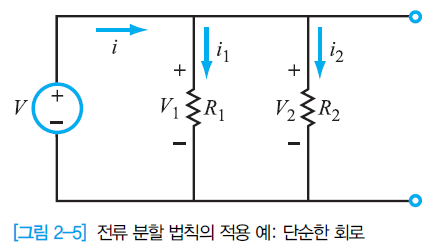 i
i1
i2
+
+
+
V
V1
R1
V2
R2
−
−
−
[그림 2–5] 전류 분할 법칙의 적용 예: 단순한 회로